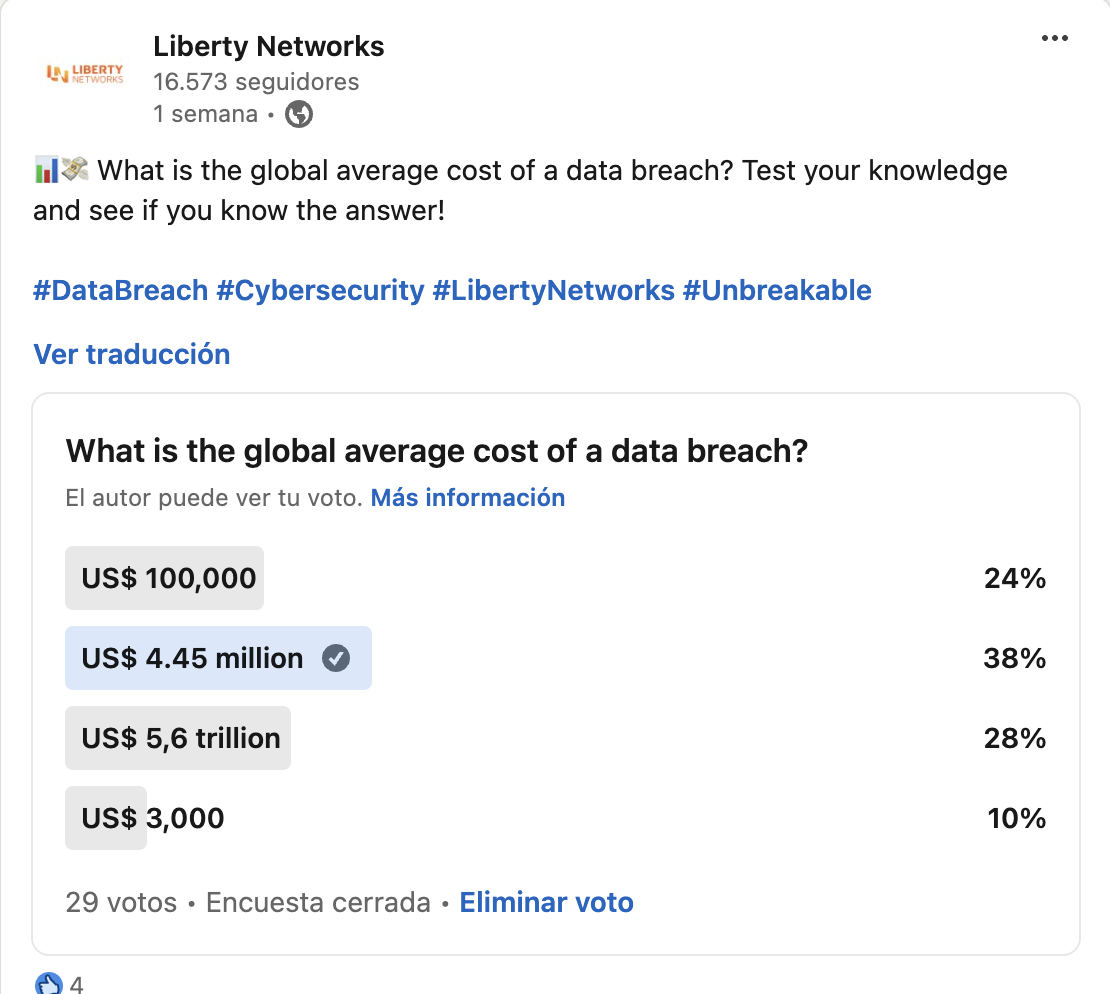 Liberty Networks
LIBERTY
NETWORKS
16.573 seguidores
1 semana •
📊💸 What is the global average cost of a data breach? Test your knowledge
and see if you know the answer!
#DataBreach #Cybersecurity #LibertyNetworks #Unbreakable
Ver traducción
What is the global average cost of a data breach?
El autor puede ver tu voto. Más información
US$ 100,000 24%
US$ 4.45 million 38%
US$ 5,6 trillion 28%
US$ 3,000 10%
29 votos • Encuesta cerrada • Eliminar voto
4